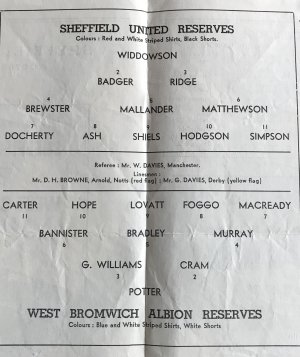 SHEFFIELD UNITED RESERVES
Colours : Red and White Striped Shirts, Black Shorts.
WIDDOWSON
2 3
BADGER RIDGE
4 5 6
BREWSTER MALLANDER MATTHEWSON
7 8 9 10 11
DOCHERTY ASH SHIELS HODGSON SIMPSON
Referee : Mr. W. DAVIES, Manchester.
Linesmen :
Mr. D. H. BROWNE, Arnold, Notts (red flag) ; Mr. G. DAVIES, Derby (yellow flag)
CARTER HOPE LOVATT FOGGO MACREADY
11 10 9 8 7
BANNISTER BRADLEY MURRAY
6 5 4
G. WILLIAMS CRAM
3 2
POTTER
WEST BROMWICH ALBION RESERVES
Colours : Blue and White Striped Shirts, White Shorts